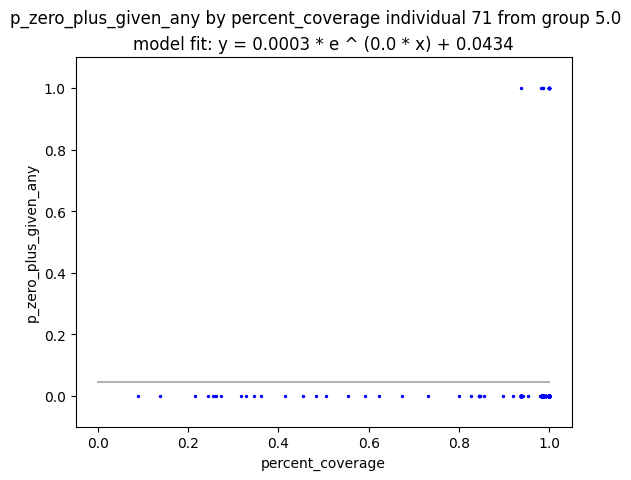 p_zero_plus_given_any by percent_coverage individual 71 from group 5.0
model fit: y = 0.0003 * e ^ (0.0 * x) + 0.0434
1.0
0.8
0.6
0.4
0.2
0.0
p_zero_plus_given_any
0.0 0.2 0.4 0.6 0.8 1.0
percent_coverage